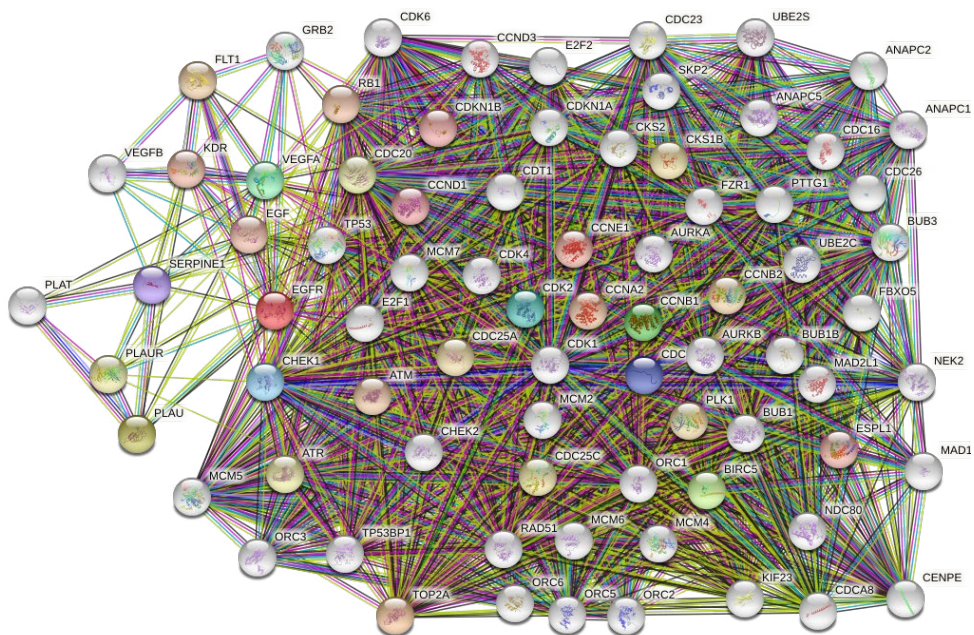 GRB2
CDK6
CCND3
E2F2
CDC23
UBE2S
FLT1
RB1
SKP2
ANAPC2
CDKN1B
CDKN1A
ANAPC5
ANAPC1
VEGFB
KDR
VEGFA
CDC20
CKS2
CKS1B
CDC16
CCND1
CDT1
FZR1
PTTG1
CDC26
EGF
TP53
MCM7
CDK4
CCNE1
AURKA
UBE2C
BUB3
PLAT
SERPINE1
EGFR
E2F1
CDK2
CCNA2
CCNB1
CCNB2
FBXO5
PLAUR
CHEK1
CDC25A
CDK1
CDC
AURKB
BUB1B
MAD2L1
NEK2
PLAU
ATM
MCM2
PLK1
BUB1
ESPL1
MCM5
ATR
CHEK2
CDC25C
ORC1
BIRC5
MAD1
ORC3
TP53BP1
RAD51
MCM6
MCM4
NDC80
TOP2A
ORC6
ORC5
ORC2
KIF23
CDCA8
CENPE